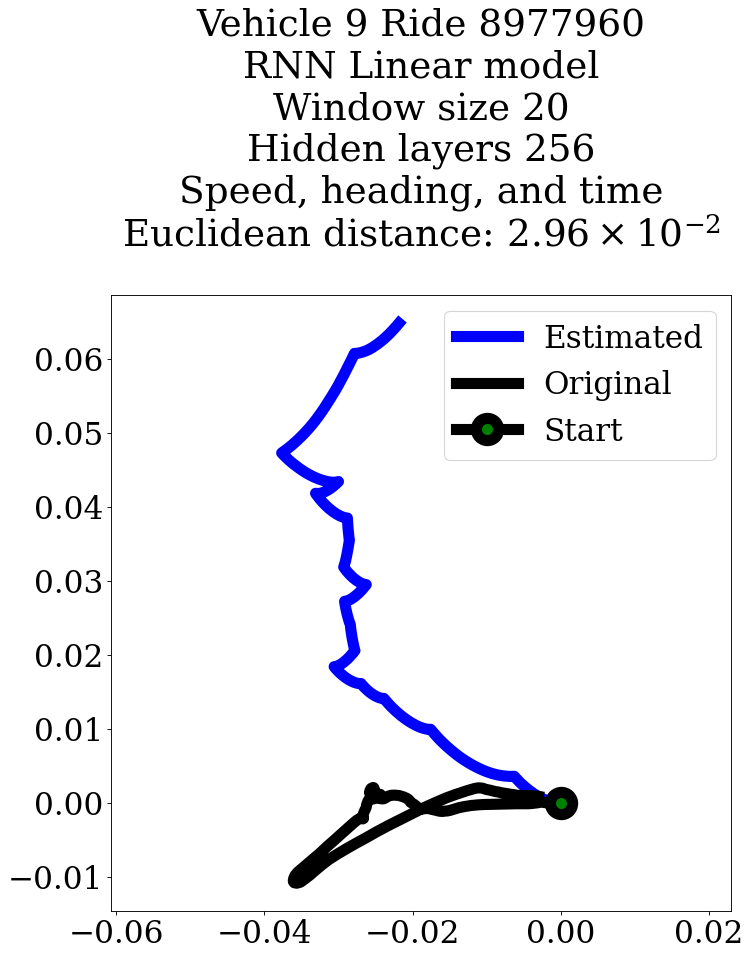 Vehicle 9 Ride 8977960
RNN Linear model
Window size 20
Hidden layers 256
Speed, heading, and time
Euclidean distance: 2.96 × 10⁻²
Estimated
Original
Start
0.06
0.05
0.04
0.03
0.02
0.01
0.00
−0.01
−0.06 −0.04 −0.02 0.00 0.02